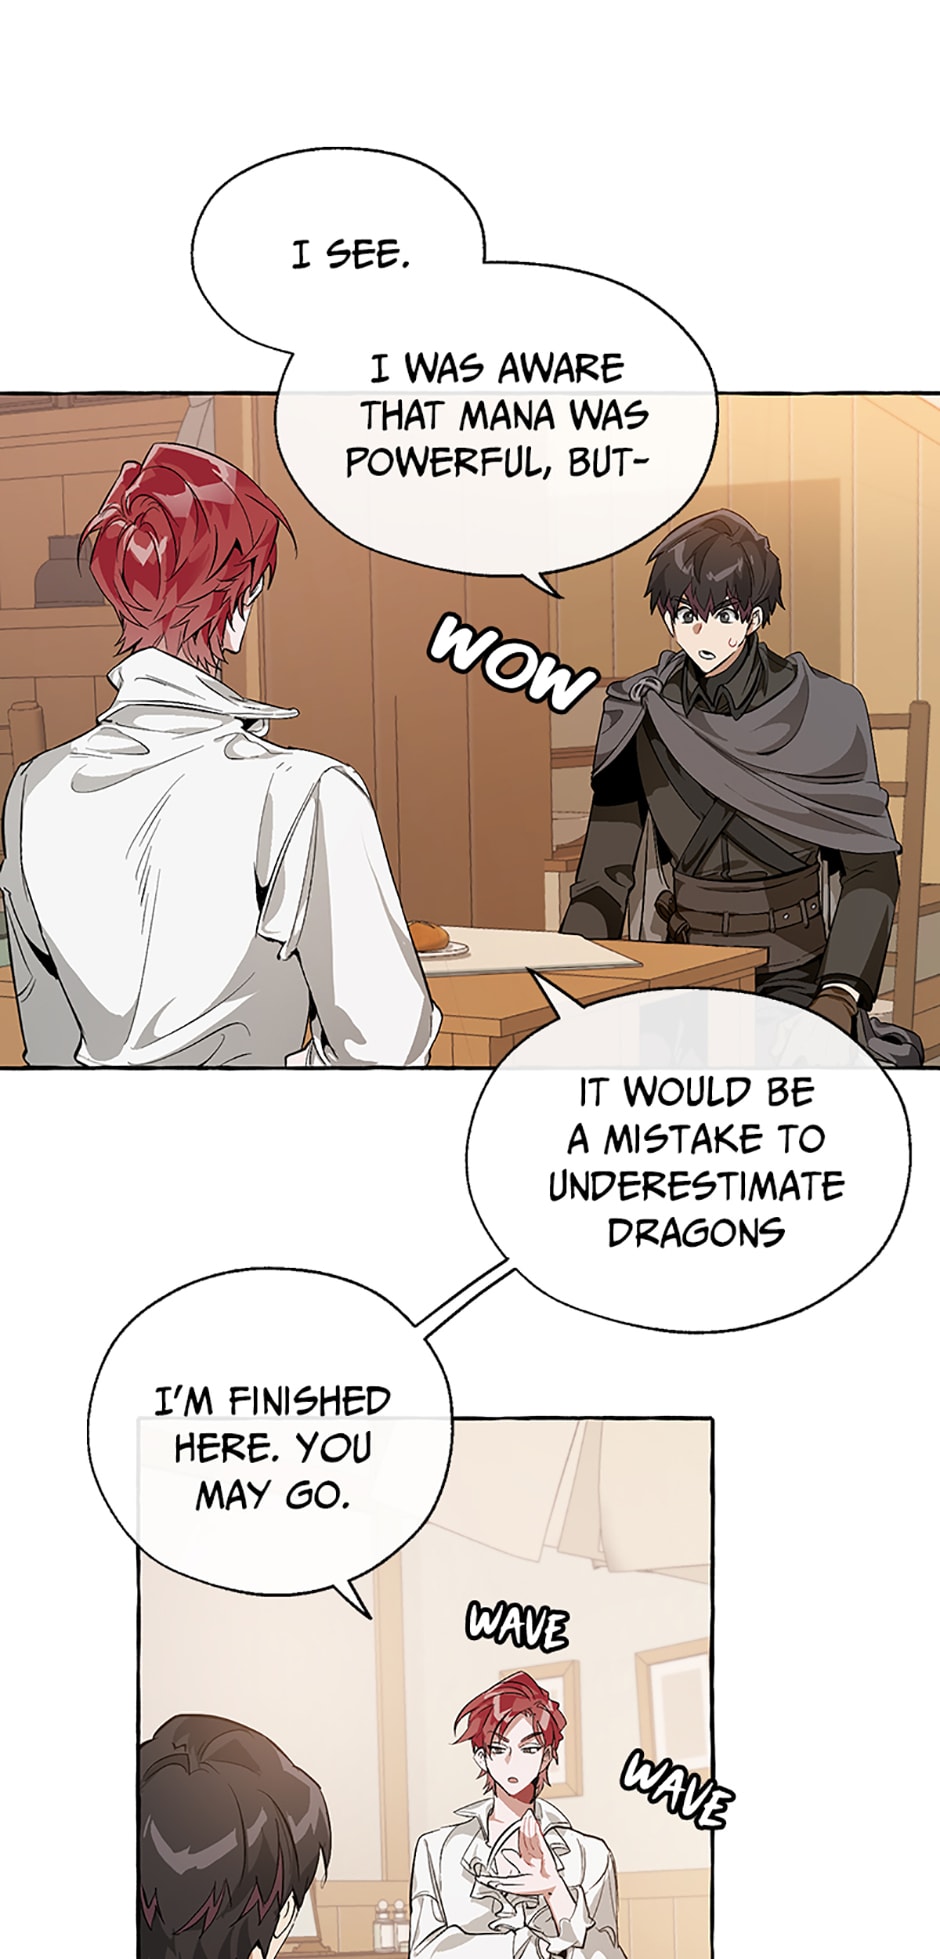 I SEE.
I WAS AWARE
THAT MANA WAS
POWERFUL, BUT-
WOW
IT WOULD BE
A MISTAKE TO
UNDERESTIMATE
DRAGONS
I'M FINISHED
HERE. YOU
MAY GO.
WAVE
WAVE